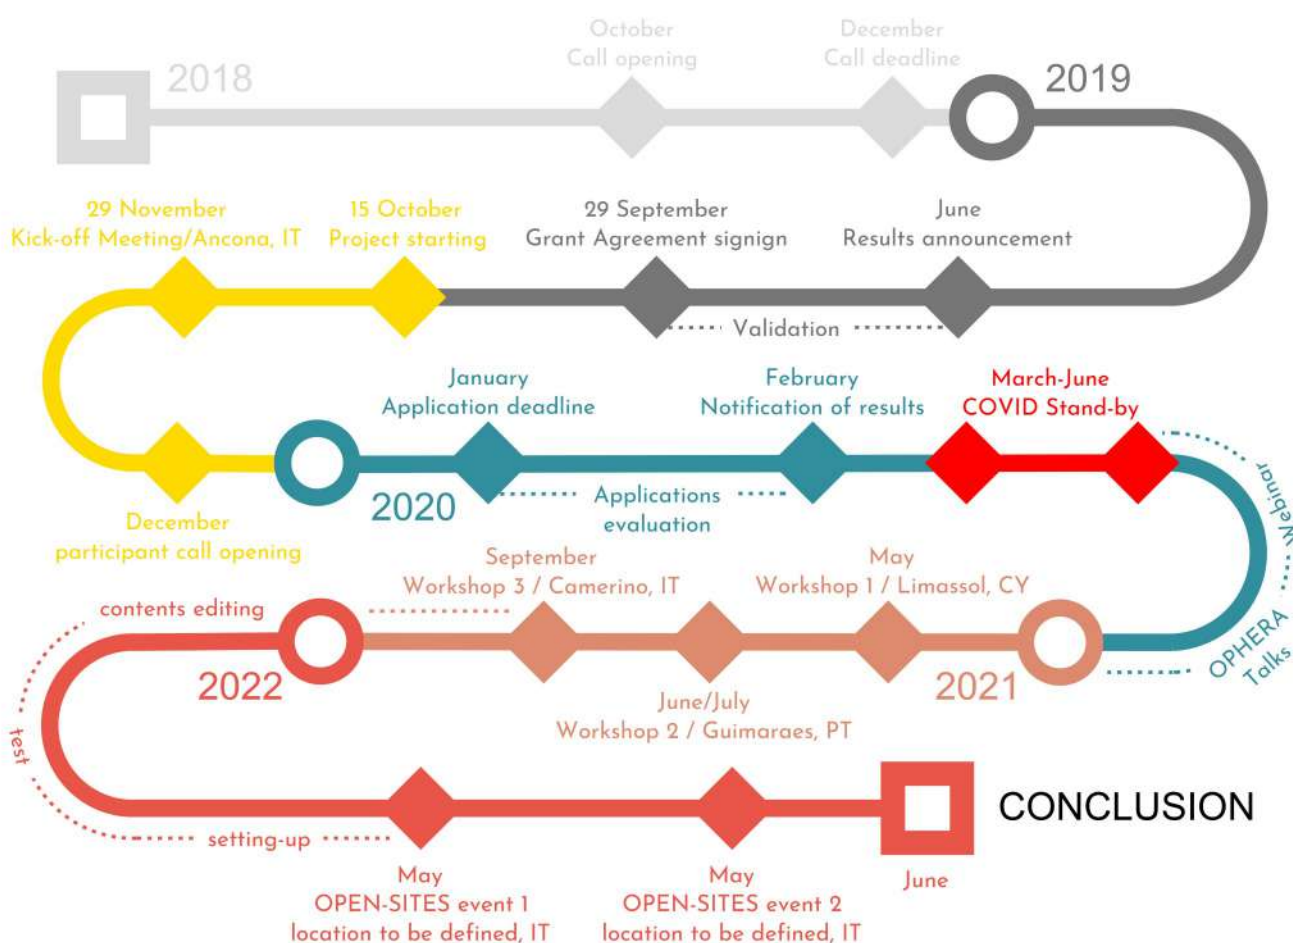 2018
October
Call opening
December
Call deadline
2019
29 November
Kick-off Meeting/Ancona, IT
15 October
Project starting
29 September
Grant Agreement signign
June
Results announcement
Validation
January
Application deadline
February
Notification of results
March-June
COVID Stand-by
2020
Applications
evaluation
December
participant call opening
Webinar
OPHERA
Talks
contents editing
September
Workshop 3 / Camerino, IT
May
Workshop 1 / Limassol, CY
2022
2021
June/July
Workshop 2 / Guimaraes, PT
test
setting-up
CONCLUSION
May
OPEN-SITES event 1
location to be defined, IT
May
OPEN-SITES event 2
location to be defined, IT
June